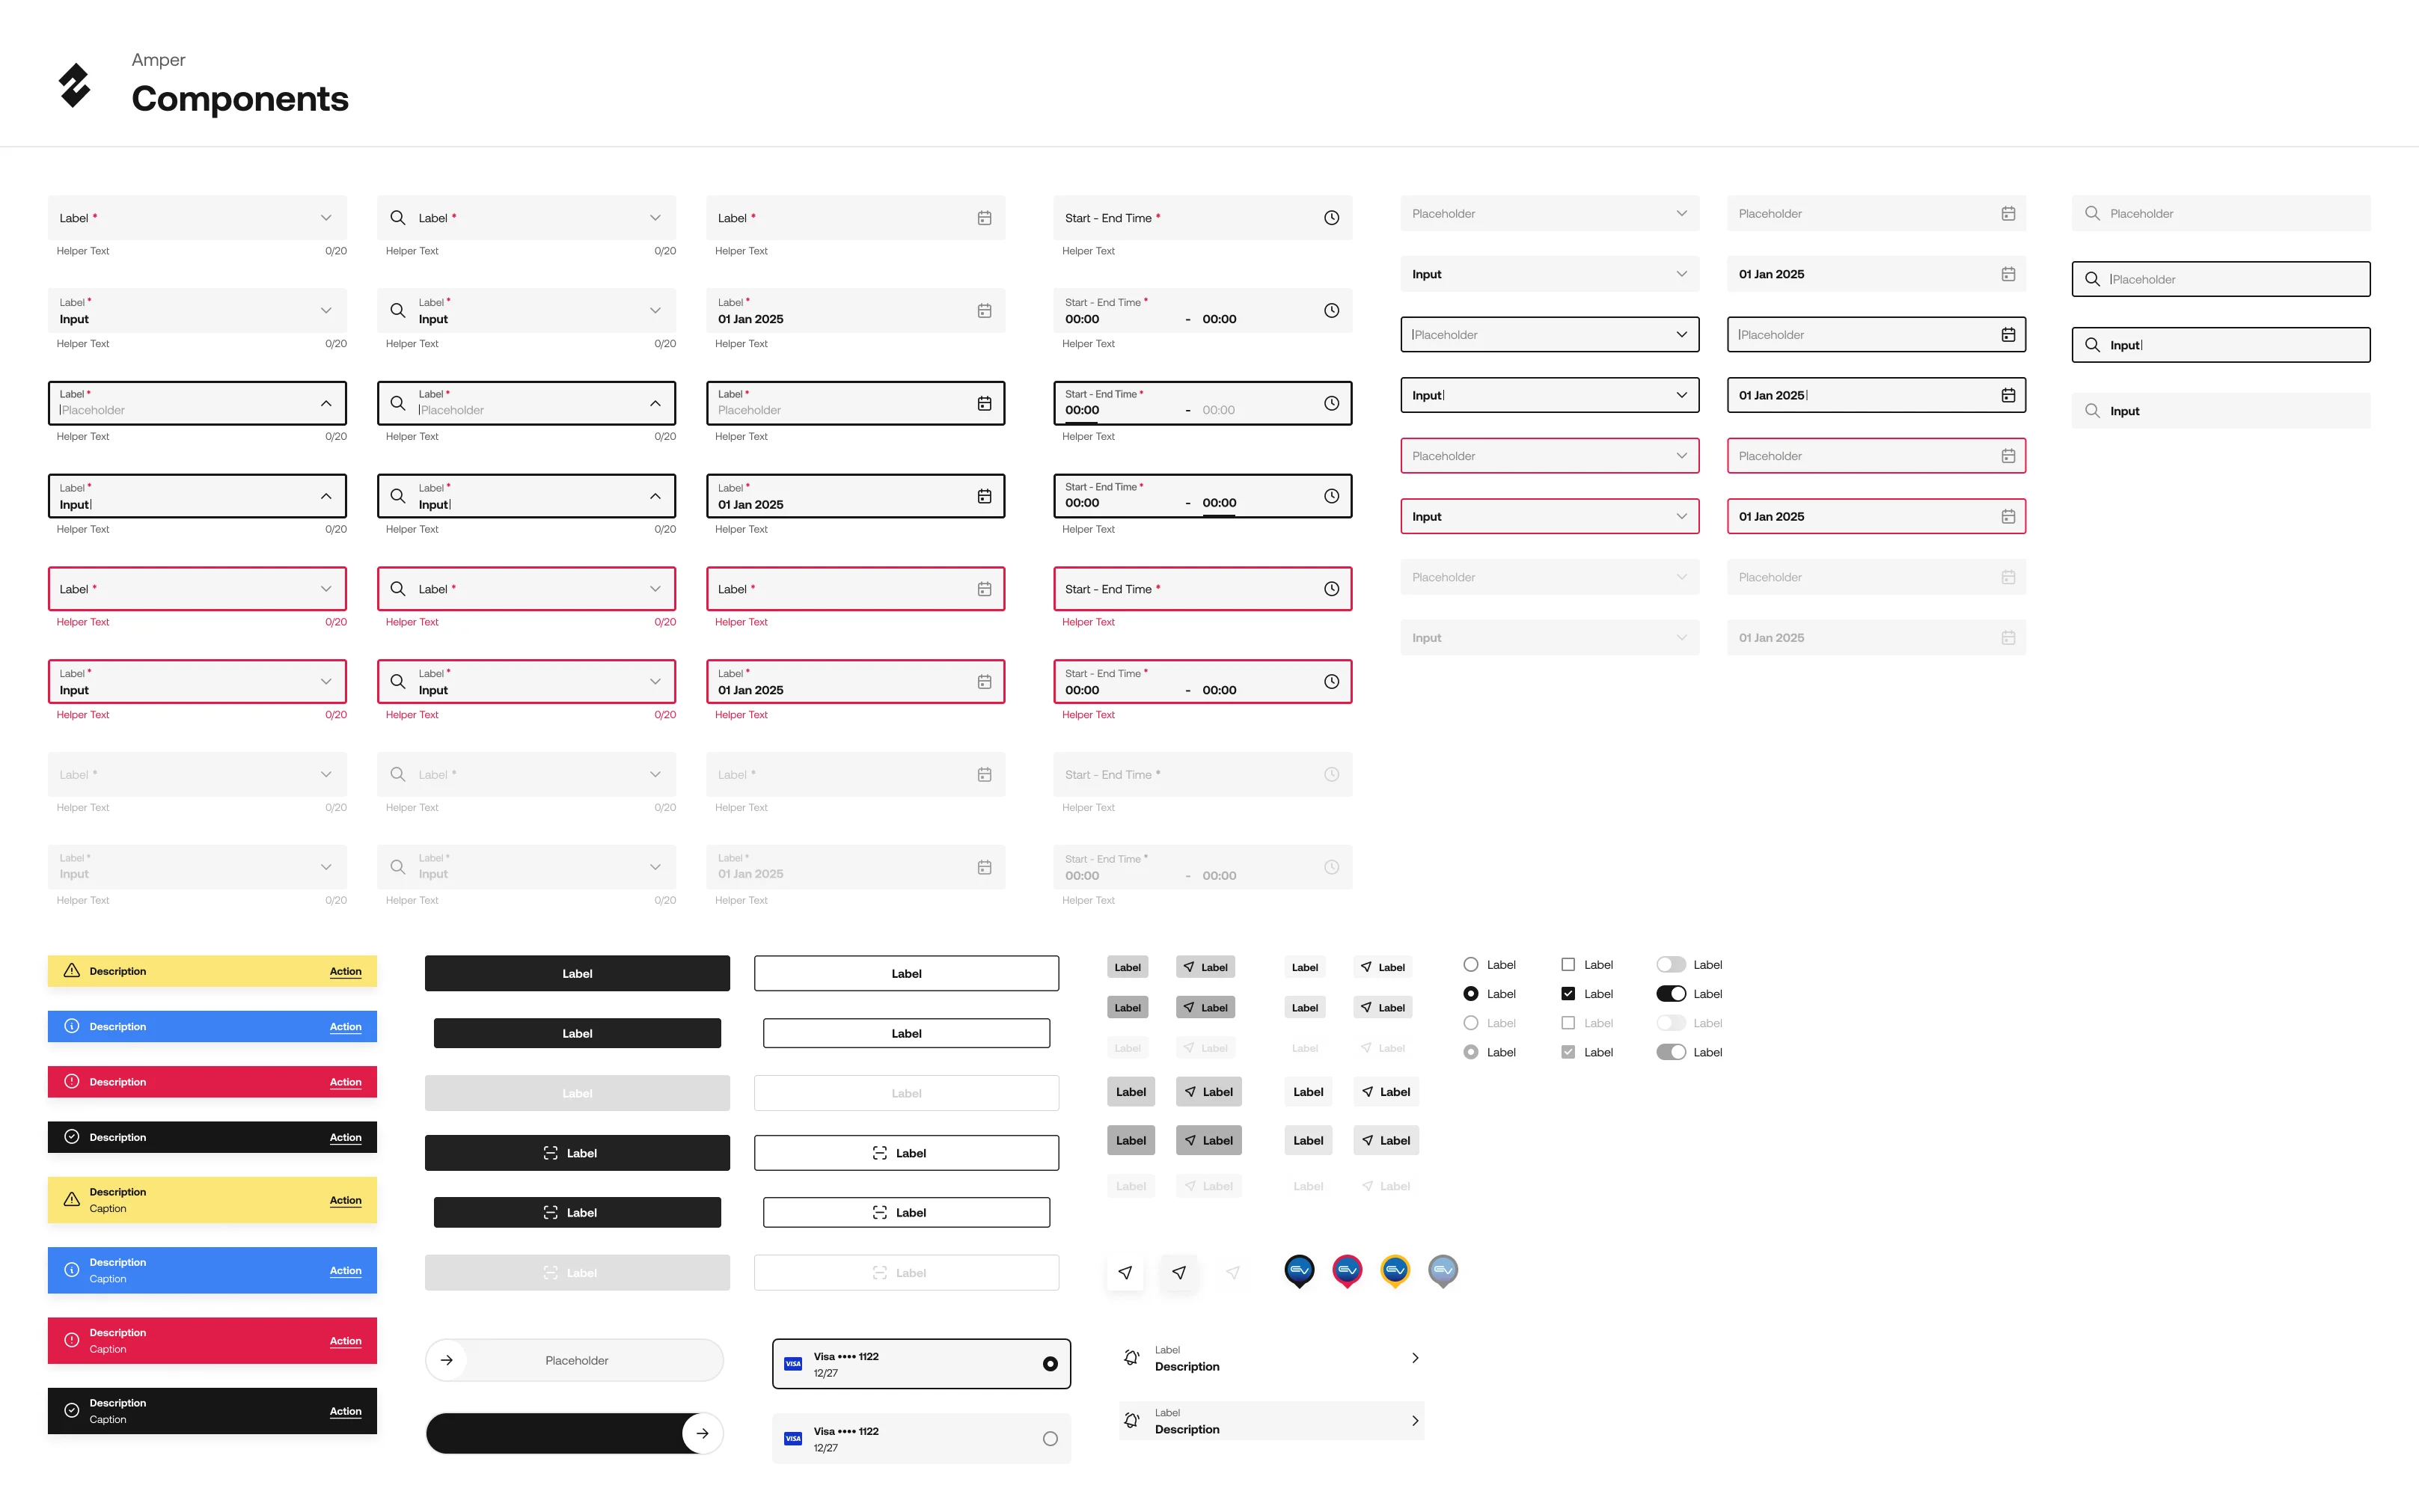 Amper
Components
Label *
Helper Text 0/20
Label *
Helper Text 0/20
Label *
Helper Text
Start - End Time *
Helper Text
Placeholder
Placeholder
Placeholder
Label *
Input
Helper Text 0/20
Label *
Input
Helper Text 0/20
Label *
01 Jan 2025
Helper Text
Start - End Time *
00:00 - 00:00
Helper Text
Input
01 Jan 2025
Placeholder
Label *
Placeholder
Helper Text 0/20
Label *
Placeholder
Helper Text 0/20
Label *
Placeholder
Helper Text
Start - End Time *
00:00 - 00:00
Helper Text
Placeholder
Placeholder
Input
Label *
Input
Helper Text 0/20
Label *
Input
Helper Text 0/20
Label *
01 Jan 2025
Helper Text
Start - End Time *
00:00 - 00:00
Helper Text
Input
01 Jan 2025
Input
Label *
Helper Text 0/20
Label *
Helper Text 0/20
Label *
Helper Text
Start - End Time *
Helper Text
Placeholder
Placeholder
Label *
Input
Helper Text 0/20
Label *
Input
Helper Text 0/20
Label *
01 Jan 2025
Helper Text
Start - End Time *
00:00 - 00:00
Helper Text
Input
01 Jan 2025
Label *
Helper Text 0/20
Label *
Helper Text 0/20
Label *
Helper Text
Start - End Time *
Helper Text
Placeholder
Placeholder
Label *
Input
Helper Text 0/20
Label *
Input
Helper Text 0/20
Label *
01 Jan 2025
Helper Text
Start - End Time *
00:00 - 00:00
Helper Text
Input
01 Jan 2025
Description Action
Description Action
Description Action
Description Action
Description
Caption
Action
Description
Caption
Action
Description
Caption
Action
Description
Caption
Action
Label
Label
Label
Label
Label
Label
Label
Label
Label
Label
Label
Label
Placeholder
VISA
Visa •••• 1122
12/27
VISA
Visa •••• 1122
12/27
Label Label Label Label
Label Label Label Label
Label Label Label Label
Label Label Label Label
Label Label Label Label
Label Label Label Label
EV EV EV EV
Label
Description
Label
Description
Label Label Label
Label Label Label
Label Label Label
Label Label Label